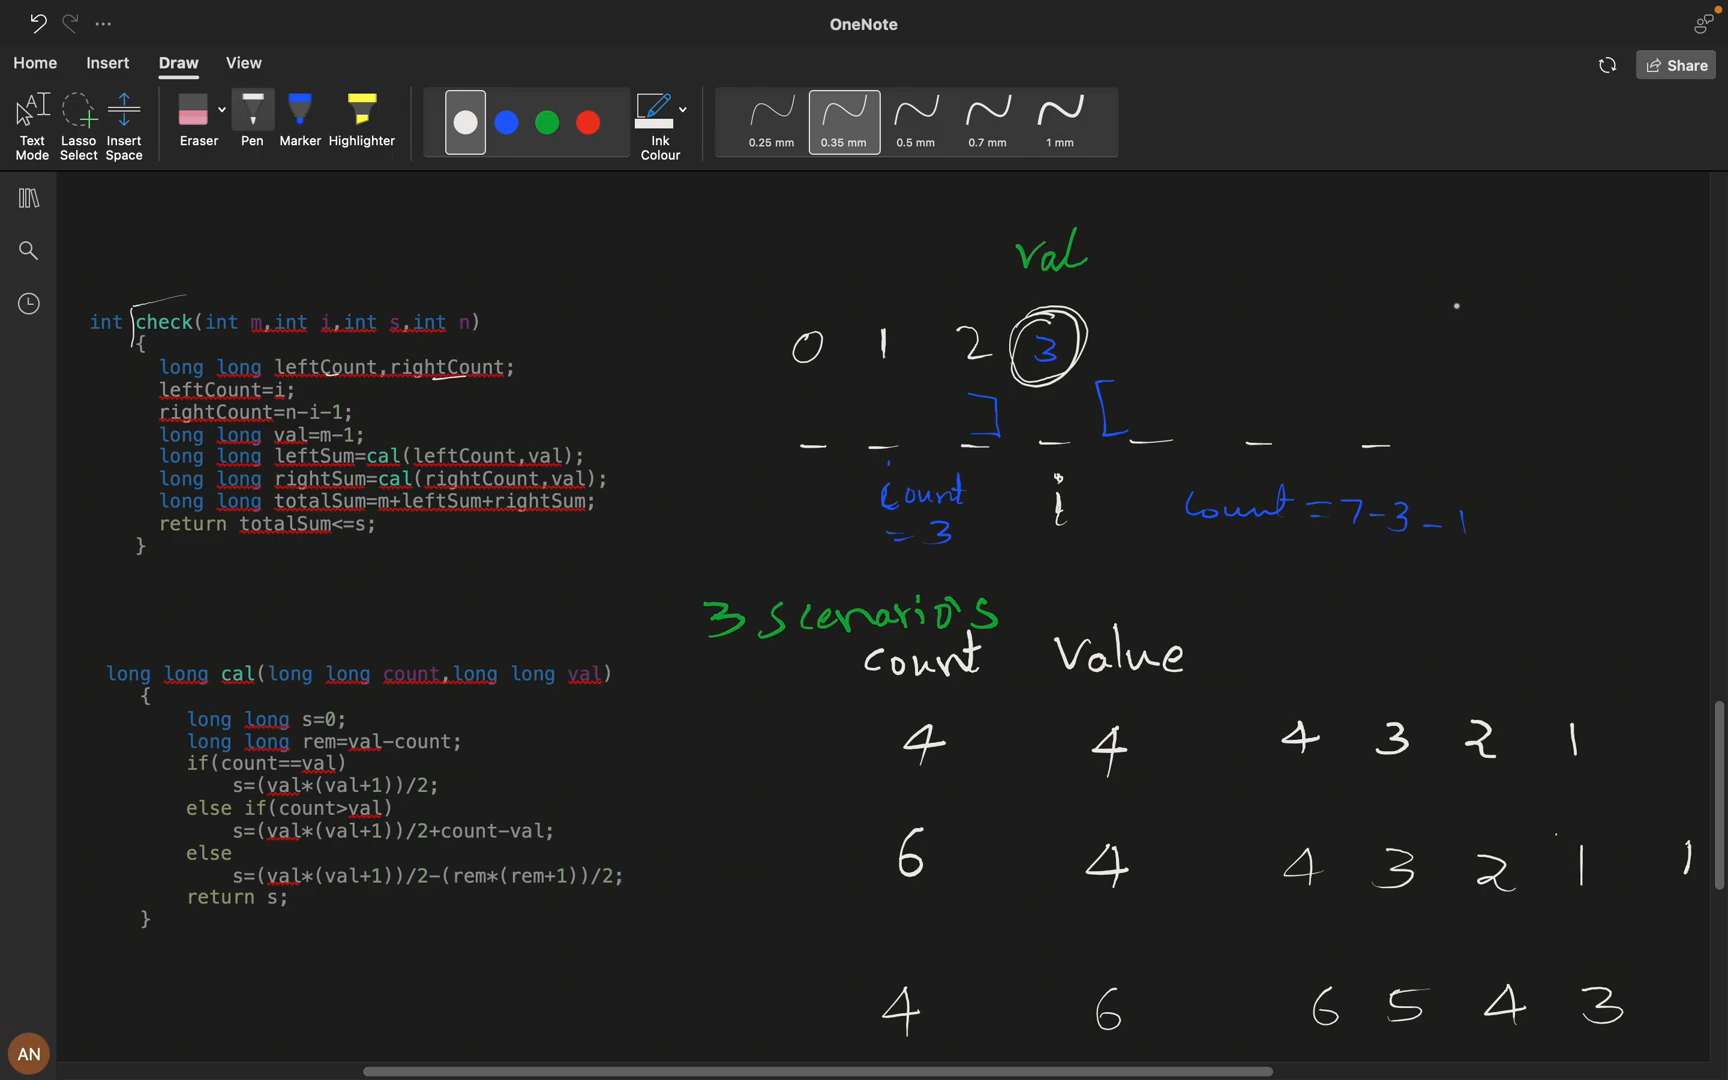 OneNote
Home Insert Draw View
Share
Text Mode
Lasso Select
Insert Space
Eraser
Pen
Marker
Highlighter
Ink Colour
0.25 mm
0.35 mm
0.5 mm
0.7 mm
1 mm
int check(int m,int i,int s,int n)
{
long long leftCount,rightCount;
leftCount=i;
rightCount=n-i-1;
long long val=m-1;
long long leftSum=cal(leftCount,val);
long long rightSum=cal(rightCount,val);
long long totalSum=m+leftSum+rightSum;
return totalSum<=s;
}
long long cal(long long count,long long val)
{
long long s=0;
long long rem=val-count;
if(count==val)
s=(val*(val+1))/2;
else if(count>val)
s=(val*(val+1))/2+count-val;
else
s=(val*(val+1))/2-(rem*(rem+1))/2;
return s;
}
val
0 1 2 3
] [
_ _ _ _ _ _ _
count = 3
i
count = 7-3-1
3 scenarios
count Value
4 4 4 3 2 1
6 4 4 3 2 1 1
4 6 6 5 4 3
AN